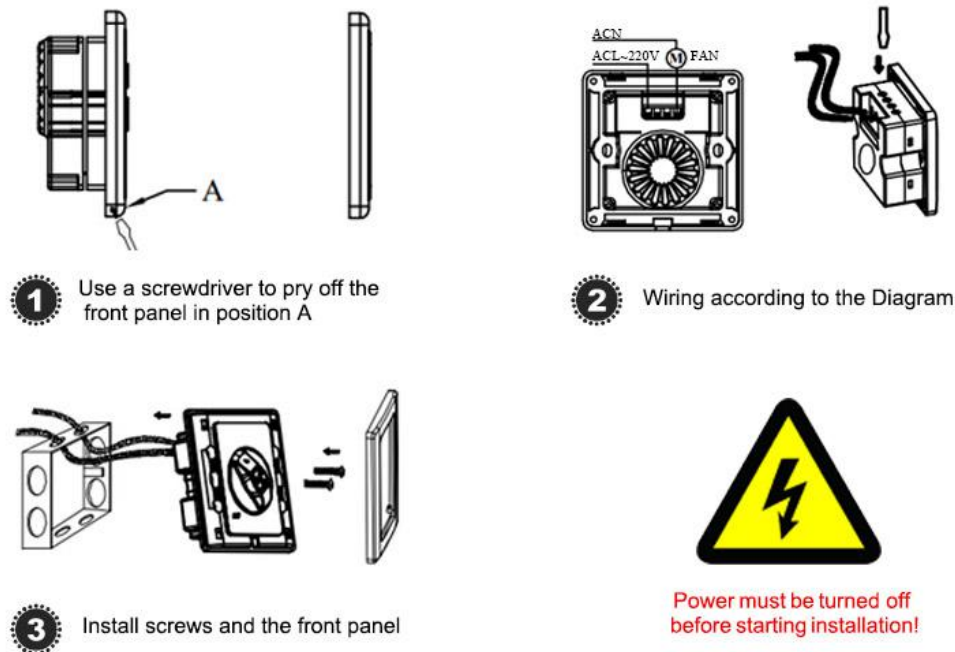 A
1
Use a screwdriver to pry off the
front panel in position A
ACN
ACL~220V M FAN
2
Wiring according to the Diagram
3
Install screws and the front panel
Power must be turned off
before starting installation!